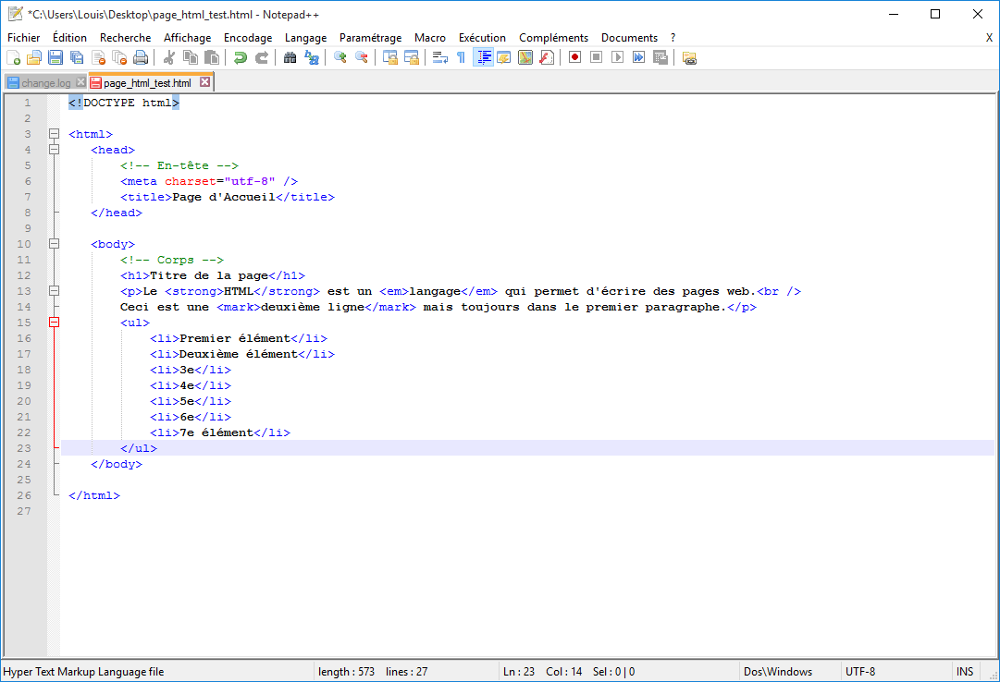 *C:\Users\Louis\Desktop\page_html_test.html - Notepad++
Fichier Édition Recherche Affichage Encodage Langage Paramétrage Macro Exécution Compléments Documents ? X
change.log page_html_test.html
1 <!DOCTYPE html>
2
3 <html>
4 <head>
5 <!-- En-tête -->
6 <meta charset="utf-8" />
7 <title>Page d'Accueil</title>
8 </head>
9
10 <body>
11 <!-- Corps -->
12 <h1>Titre de la page</h1>
13 <p>Le <strong>HTML</strong> est un <em>langage</em> qui permet d'écrire des pages web.<br />
14 Ceci est une <mark>deuxième ligne</mark> mais toujours dans le premier paragraphe.</p>
15 <ul>
16 <li>Premier élément</li>
17 <li>Deuxième élément</li>
18 <li>3e</li>
19 <li>4e</li>
20 <li>5e</li>
21 <li>6e</li>
22 <li>7e élément</li>
23 </ul>
24 </body>
25
26 </html>
27
Hyper Text Markup Language file length : 573 lines : 27 Ln : 23 Col : 14 Sel : 0 | 0 Dos\Windows UTF-8 INS